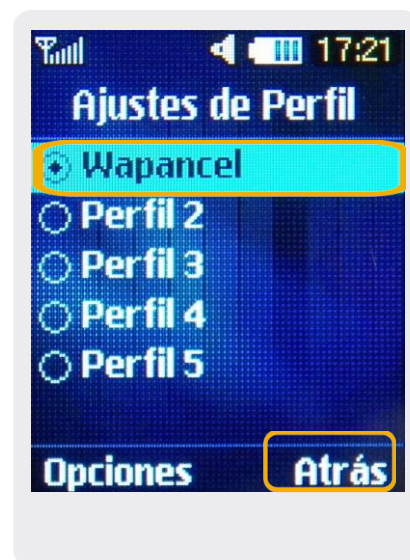 17:21
Ajustes de Perfil
Wapancel
Perfil 2
Perfil 3
Perfil 4
Perfil 5
Opciones Atrás